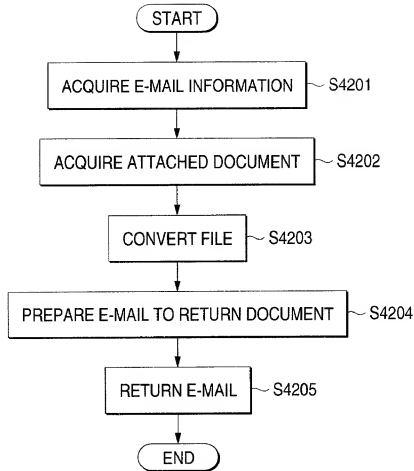 START
ACQUIRE E-MAIL INFORMATION S4201
ACQUIRE ATTACHED DOCUMENT S4202
CONVERT FILE S4203
PREPARE E-MAIL TO RETURN DOCUMENT S4204
RETURN E-MAIL S4205
END